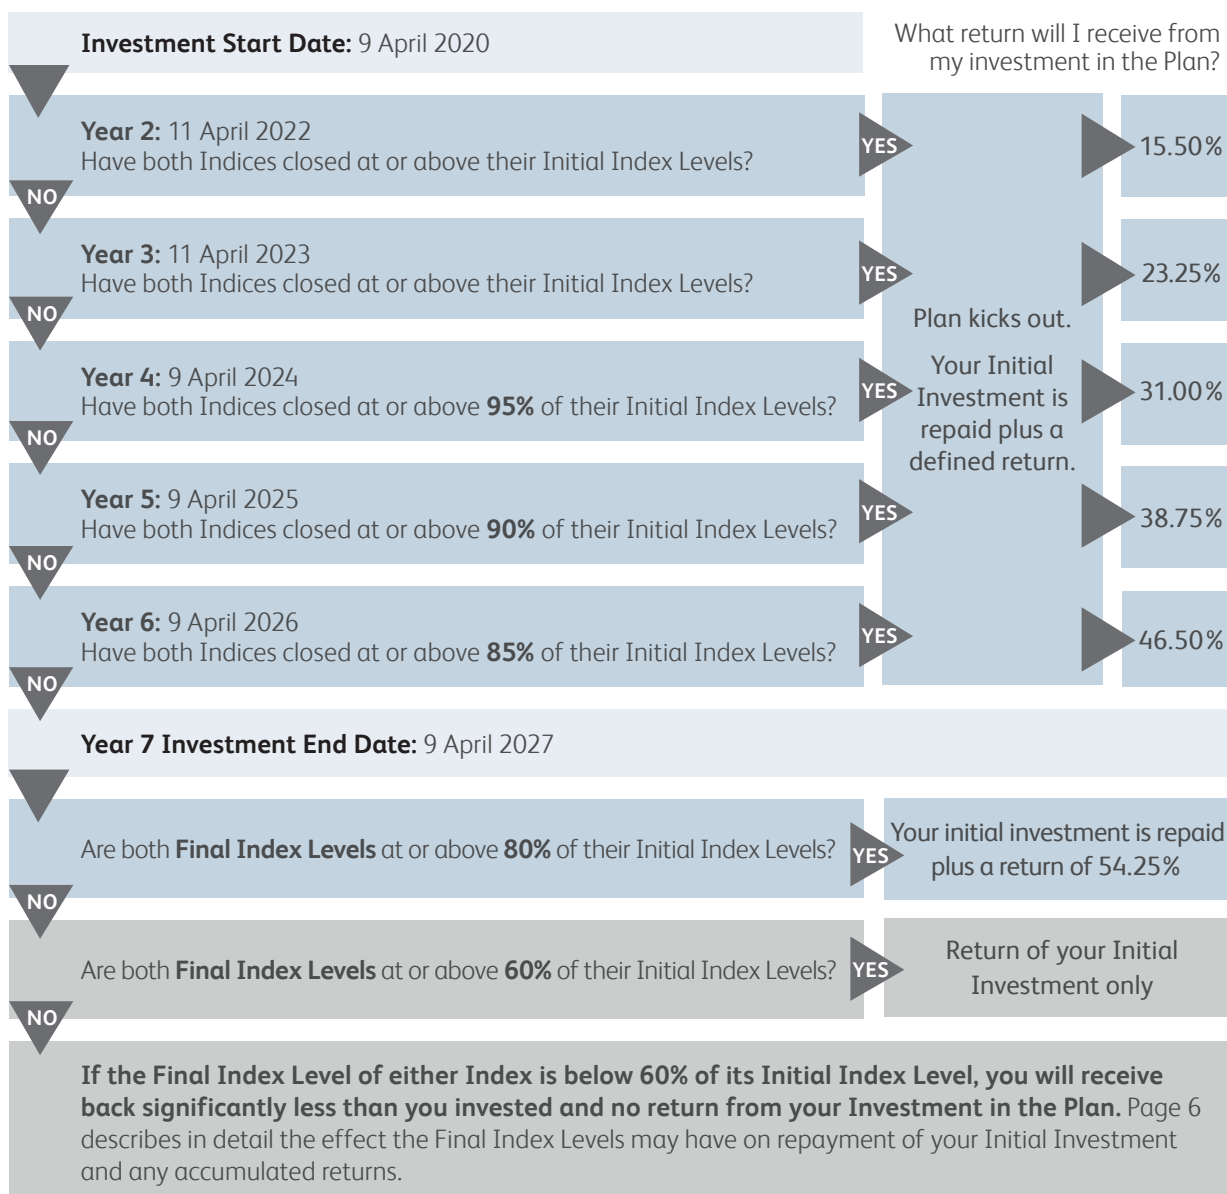 Investment Start Date: 9 April 2020
What return will I receive from
my investment in the Plan?
Year 2: 11 April 2022
Have both Indices closed at or above their Initial Index Levels?
YES
15.50%
NO
Year 3: 11 April 2023
Have both Indices closed at or above their Initial Index Levels?
YES
23.25%
NO
Plan kicks out.
Your Initial
Investment is
repaid plus a
defined return.
Year 4: 9 April 2024
Have both Indices closed at or above 95% of their Initial Index Levels?
YES
31.00%
NO
Year 5: 9 April 2025
Have both Indices closed at or above 90% of their Initial Index Levels?
YES
38.75%
NO
Year 6: 9 April 2026
Have both Indices closed at or above 85% of their Initial Index Levels?
YES
46.50%
NO
Year 7 Investment End Date: 9 April 2027
Are both Final Index Levels at or above 80% of their Initial Index Levels?
YES
Your initial investment is repaid
plus a return of 54.25%
NO
Are both Final Index Levels at or above 60% of their Initial Index Levels?
YES
Return of your Initial
Investment only
NO
If the Final Index Level of either Index is below 60% of its Initial Index Level, you will receive
back significantly less than you invested and no return from your Investment in the Plan. Page 6
describes in detail the effect the Final Index Levels may have on repayment of your Initial Investment
and any accumulated returns.